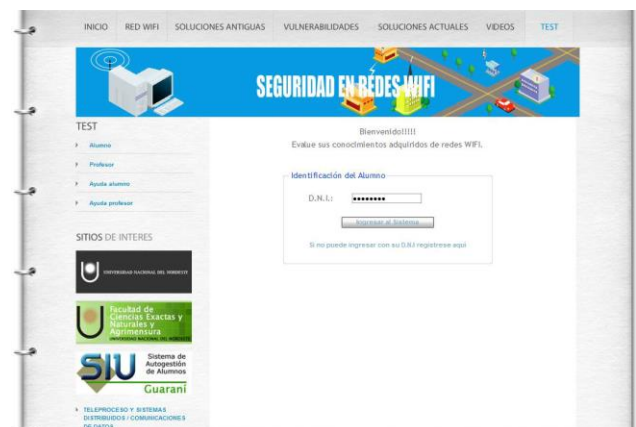 INICIO RED WIFI SOLUCIONES ANTIGUAS VULNERABILIDADES SOLUCIONES ACTUALES VIDEOS TEST
SEGURIDAD EN REDES WIFI
TEST
Alumno
Profesor
Ayuda alumno
Ayuda profesor
SITIOS DE INTERES
UNIVERSIDAD NACIONAL DEL NORDESTE
Facultad de
Ciencias Exactas y
Naturales y
Agrimensura
UNIVERSIDAD NACIONAL DEL NORDESTE
SIU Sistema de
Autogestión
de Alumnos
Guaraní
TELEPROCESO Y SISTEMAS
DISTRIBUIDOS / COMUNICACIONES
DE DATOA
Bienvenido!!!!!
Evalue sus conocimientos adquiridos de redes WIFI.
Identificación del Alumno
D.N.I.: ••••••••
Ingresar al Sistema
Si no puede ingresar con su D.N.I registrese aqui